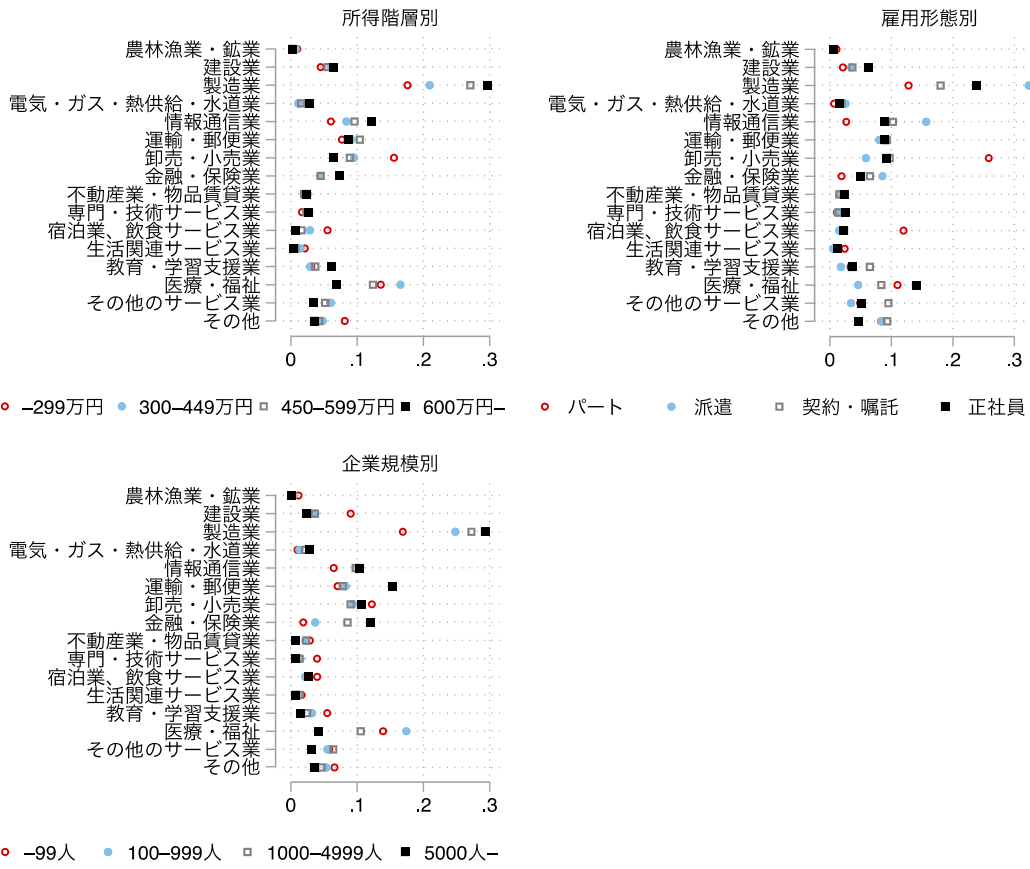 所得階層別
農林漁業・鉱業
建設業
製造業
電気・ガス・熱供給・水道業
情報通信業
運輸・郵便業
卸売・小売業
金融・保険業
不動産業・物品賃貸業
専門・技術サービス業
宿泊業、飲食サービス業
生活関連サービス業
教育・学習支援業
医療・福祉
その他のサービス業
その他
0 .1 .2 .3
–299万円 300–449万円 450–599万円 600万円–
雇用形態別
農林漁業・鉱業
建設業
製造業
電気・ガス・熱供給・水道業
情報通信業
運輸・郵便業
卸売・小売業
金融・保険業
不動産業・物品賃貸業
専門・技術サービス業
宿泊業、飲食サービス業
生活関連サービス業
教育・学習支援業
医療・福祉
その他のサービス業
その他
0 .1 .2 .3
パート 派遣 契約・嘱託 正社員
企業規模別
農林漁業・鉱業
建設業
製造業
電気・ガス・熱供給・水道業
情報通信業
運輸・郵便業
卸売・小売業
金融・保険業
不動産業・物品賃貸業
専門・技術サービス業
宿泊業、飲食サービス業
生活関連サービス業
教育・学習支援業
医療・福祉
その他のサービス業
その他
0 .1 .2 .3
–99人 100–999人 1000–4999人 5000人–